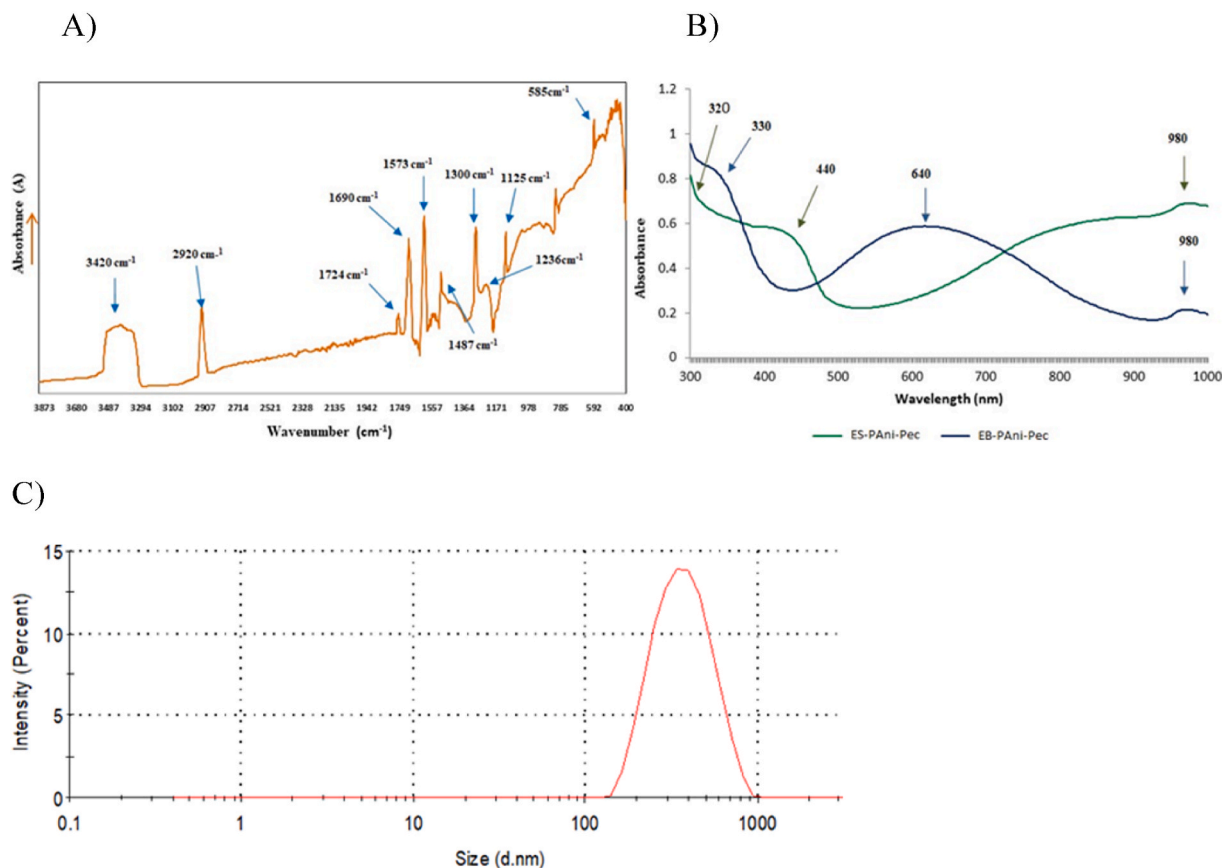 A)
Absorbance (A)
3420 cm-1
2920 cm-1
1724 cm-1
1690 cm-1
1573 cm-1
1487 cm-1
1300 cm-1
1236cm-1
1125 cm-1
585cm-1
3873 3680 3487 3294 3102 2907 2714 2521 2328 2135 1942 1749 1557 1364 1171 978 785 592 400
Wavenumber (cm-1)
B)
Absorbance
1.2
1
0.8
0.6
0.4
0.2
0
320
330
440
640
980
980
300 400 500 600 700 800 900 1000
Wavelength (nm)
ES-PAni-Pec EB-PAni-Pec
C)
Intensity (Percent)
15
10
5
0
0.1 1 10 100 1000
Size (d.nm)